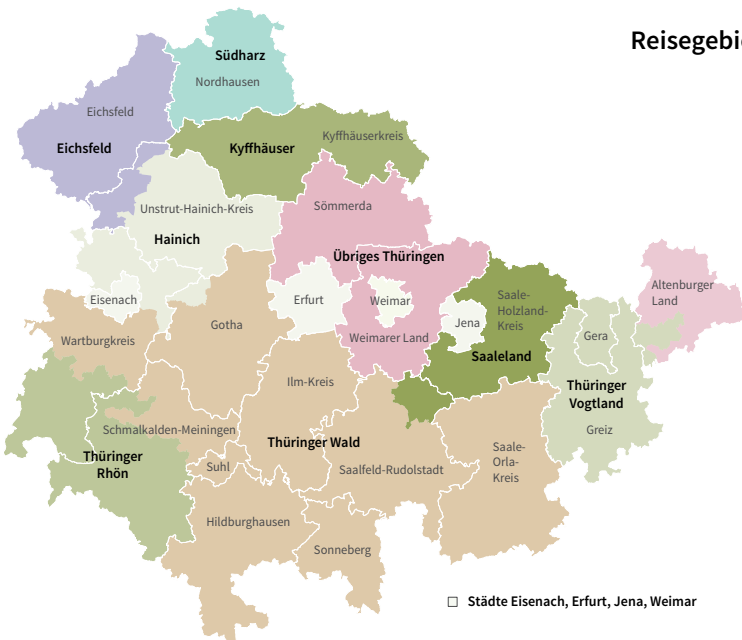 Reisegebie
Südharz
Nordhausen
Eichsfeld
Eichsfeld
Kyffhäuserkreis
Kyffhäuser
Unstrut-Hainich-Kreis
Hainich
Sömmerda
Übriges Thüringen
Eisenach
Erfurt
Weimar
Weimarer Land
Jena
Saale-
Holzland-
Kreis
Saaleland
Altenburger
Land
Gera
Thüringer
Vogtland
Greiz
Wartburgkreis
Gotha
Ilm-Kreis
Schmalkalden-Meiningen
Thüringer Wald
Thüringer
Rhön
Suhl
Saalfeld-Rudolstadt
Saale-
Orla-
Kreis
Hildburghausen
Sonneberg
Städte Eisenach, Erfurt, Jena, Weimar